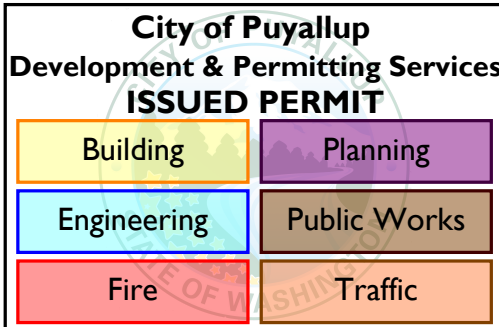 City of Puyallup
Development & Permitting Services
ISSUED PERMIT
Building Planning
Engineering Public Works
Fire Traffic